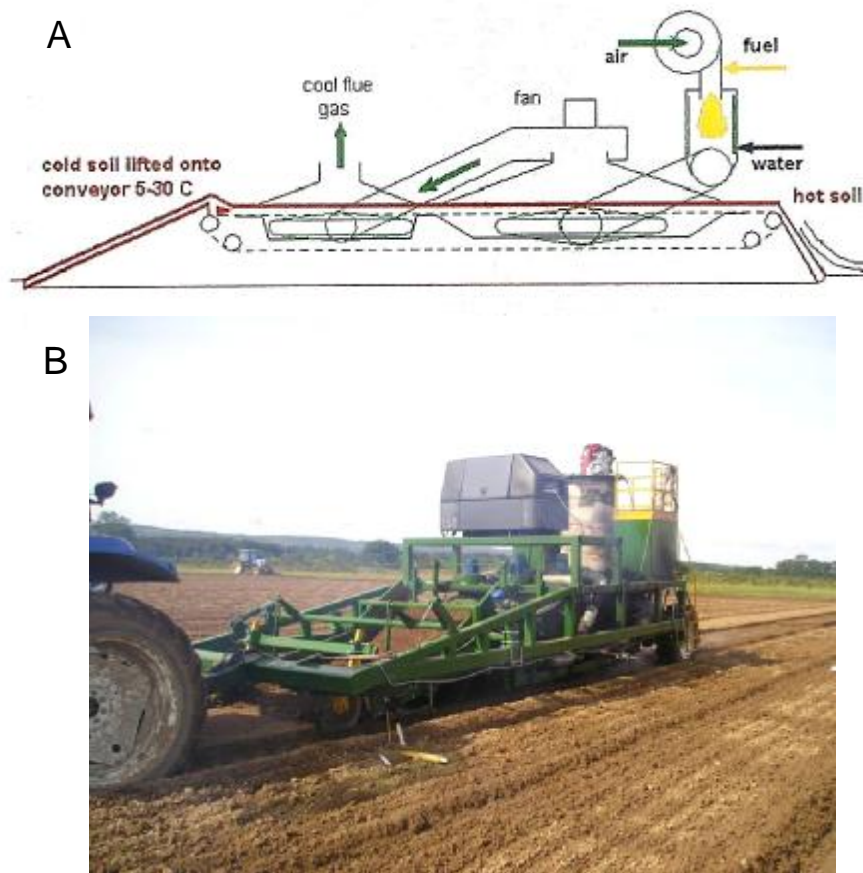 A
air
fuel
cool flue
gas
fan
cold soil lifted onto
conveyor 5-30 C
water
hot soil
B